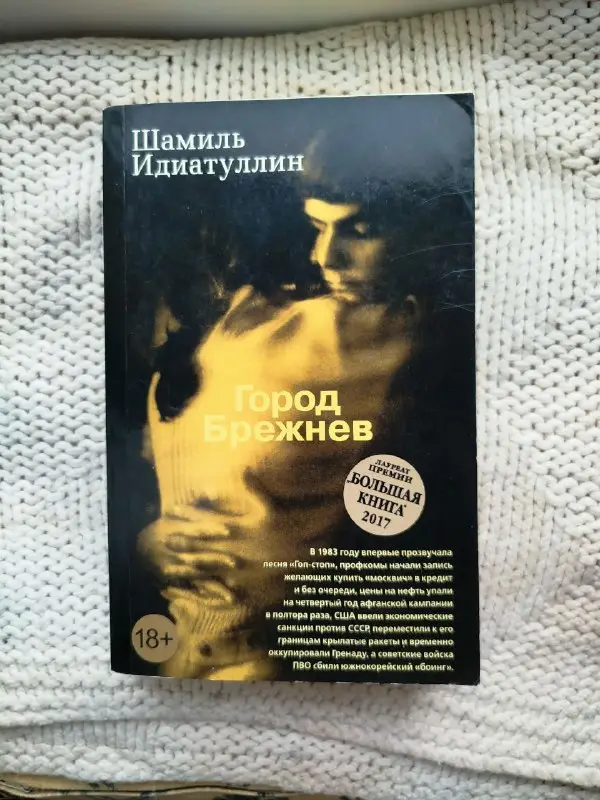 Шамиль
Идиатуллин
Город
Брежнев
ЛАУРЕАТ
ПРЕМИИ
„БОЛЬШАЯ
КНИГА“
2017
В 1983 году впервые прозвучала
песня «Гоп-стоп», профкомы начали запись
желающих купить «москвич» в кредит
и без очереди, цены на нефть упали
на четвертый год афганской кампании
в полтора раза, США ввели экономические
санкции против СССР, переместили к его
границам крылатые ракеты и временно
оккупировали Гренаду, а советские войска
ПВО сбили южнокорейский «боинг».
18+